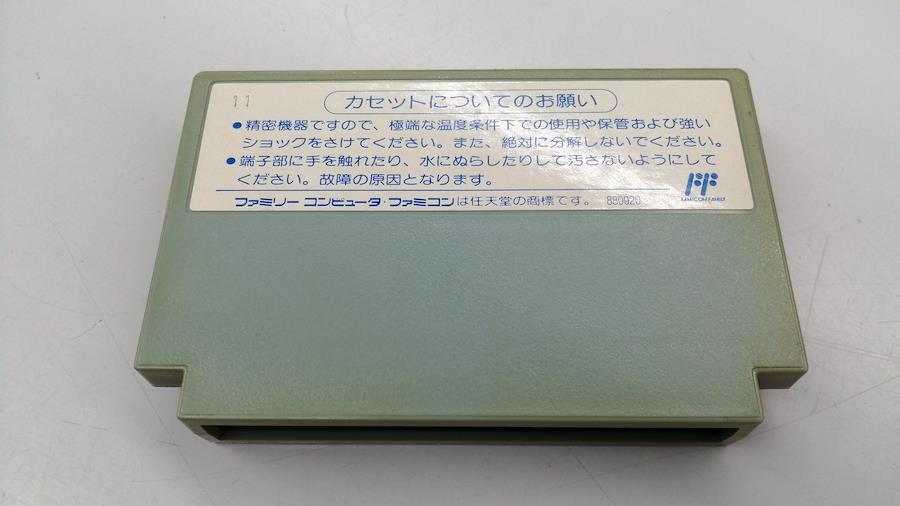 11
カセットについてのお願い
●精密機器ですので、極端な温度条件下での使用や保管および強い
ショックをさけてください。また、絶対に分解しないでください。
●端子部に手を触れたり、水にぬらしたりして汚さないようにして
ください。故障の原因となります。
ファミリー コンピュータ・ファミコンは任天堂の商標です。 880920
FAMICOM FAMILY